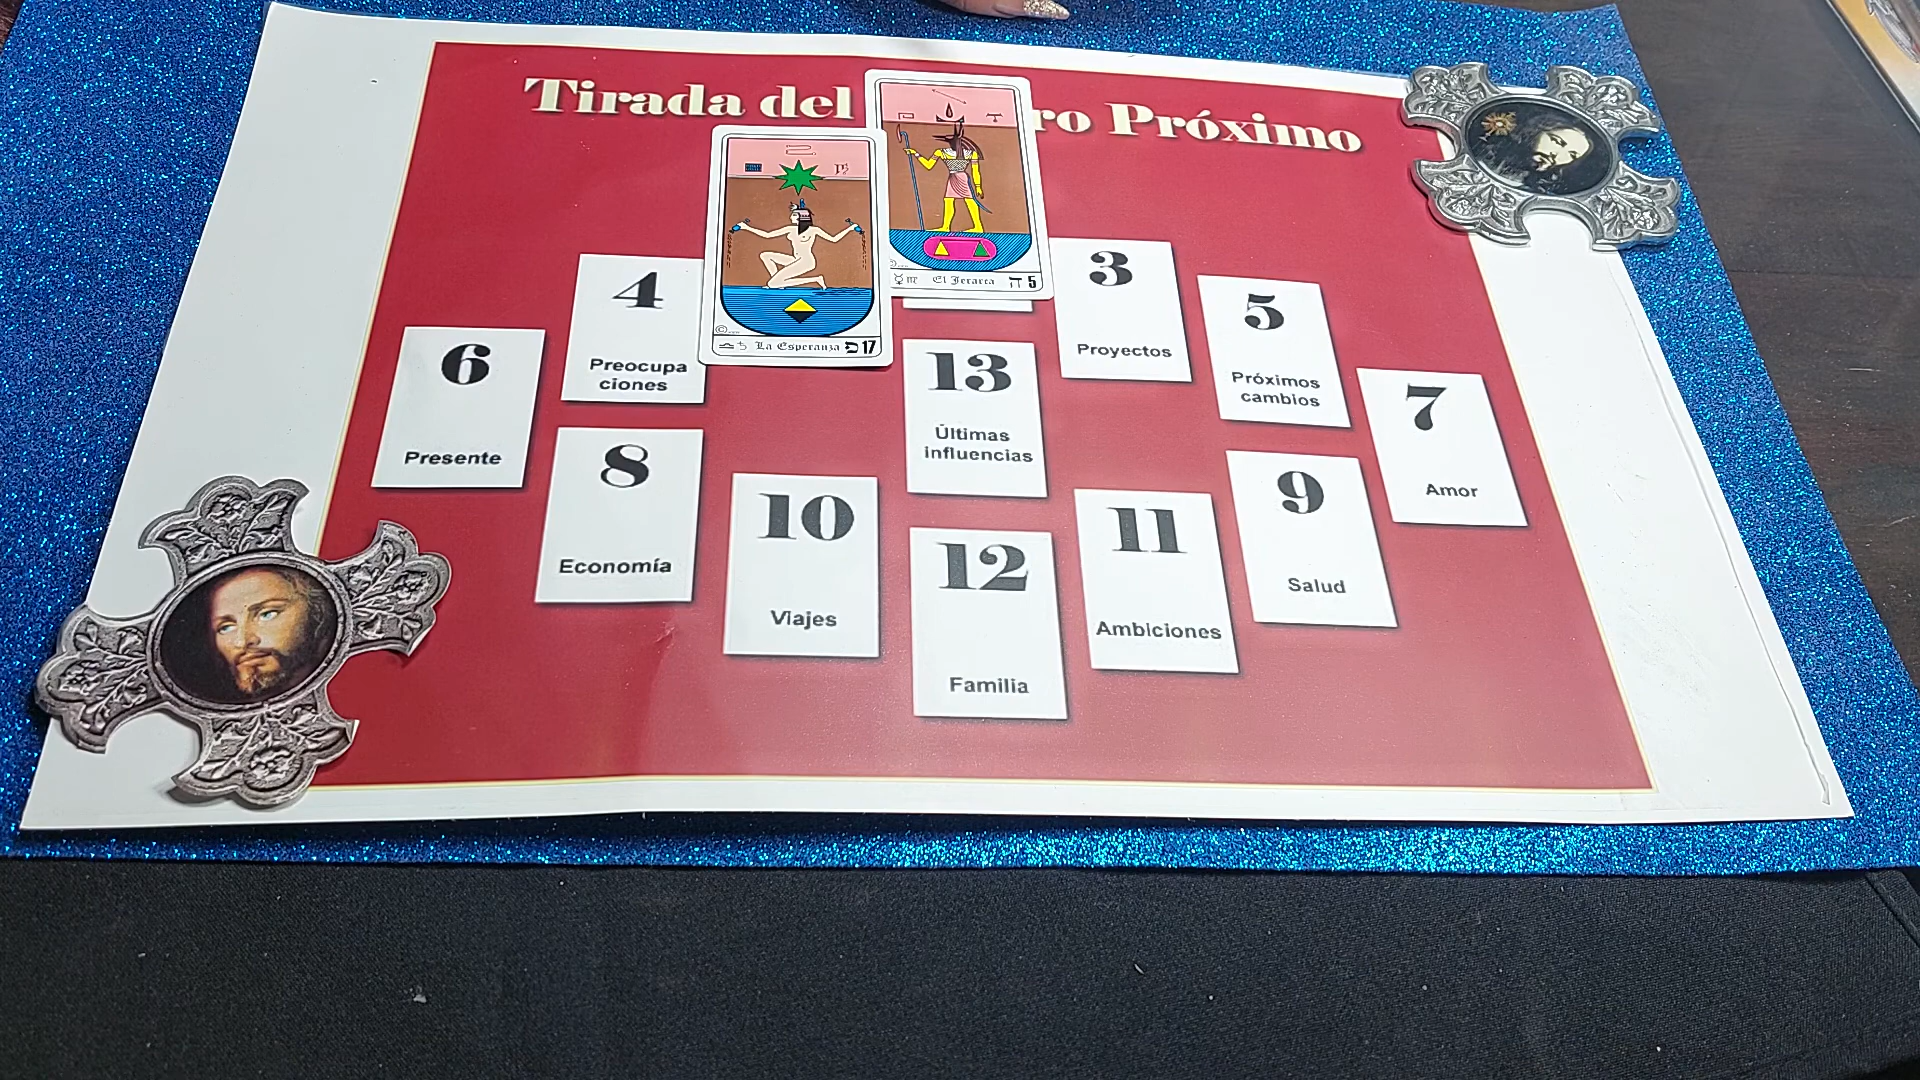 Tirada del ro Próximo
La Esperanza 17
El Jerarca 5
3
Proyectos
4
Preocupa
ciones
5
Próximos
cambios
6
Presente
13
Últimas
influencias
7
Amor
8
Economía
10
Viajes
12
Familia
11
Ambiciones
9
Salud